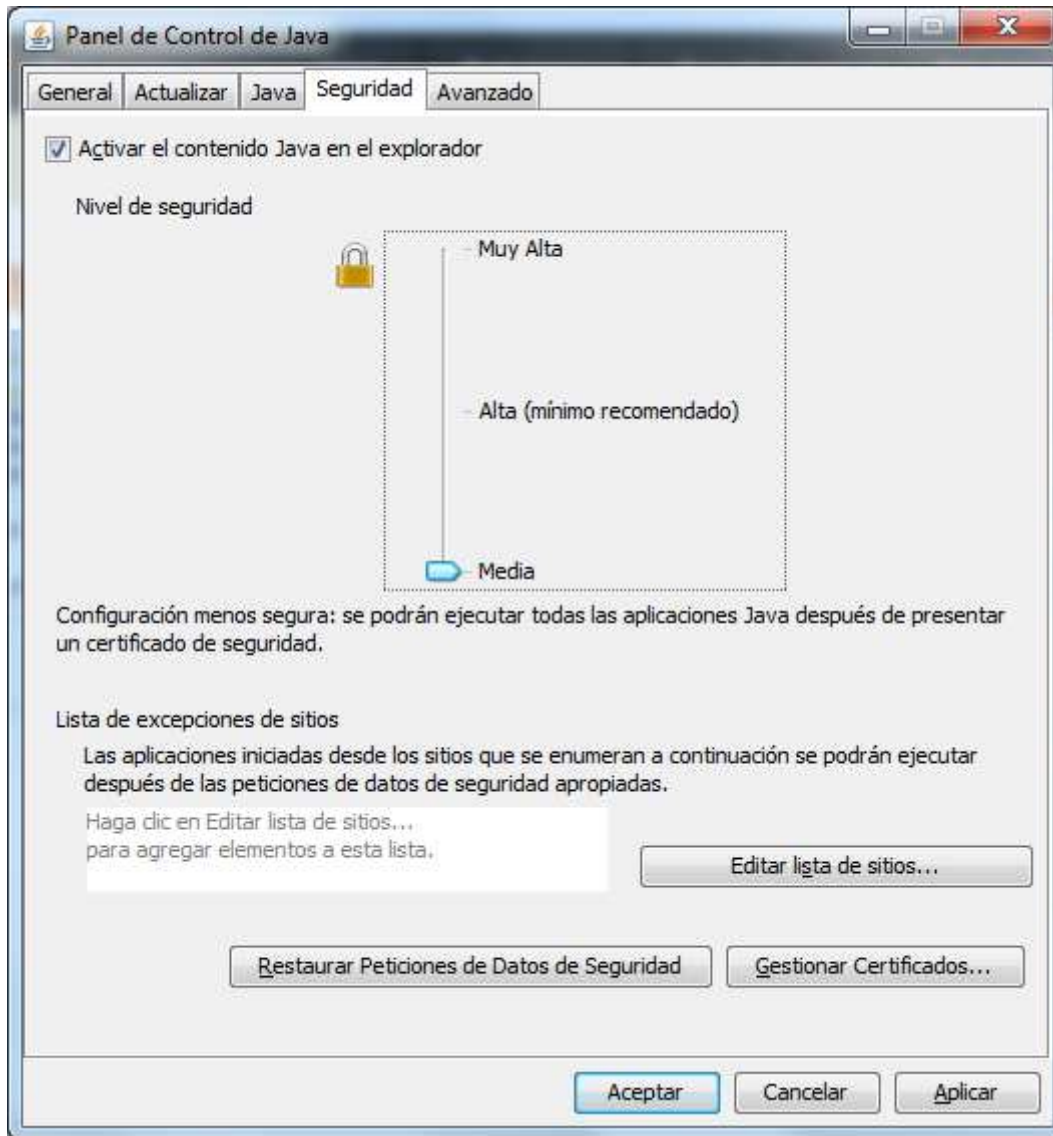 Panel de Control de Java
General Actualizar Java Seguridad Avanzado
Activar el contenido Java en el explorador
Nivel de seguridad
Muy Alta
Alta (mínimo recomendado)
Media
Configuración menos segura: se podrán ejecutar todas las aplicaciones Java después de presentar
un certificado de seguridad.
Lista de excepciones de sitios
Las aplicaciones iniciadas desde los sitios que se enumeran a continuación se podrán ejecutar
después de las peticiones de datos de seguridad apropiadas.
Haga clic en Editar lista de sitios...
para agregar elementos a esta lista.
Editar lista de sitios...
Restaurar Peticiones de Datos de Seguridad Gestionar Certificados...
Aceptar Cancelar Aplicar